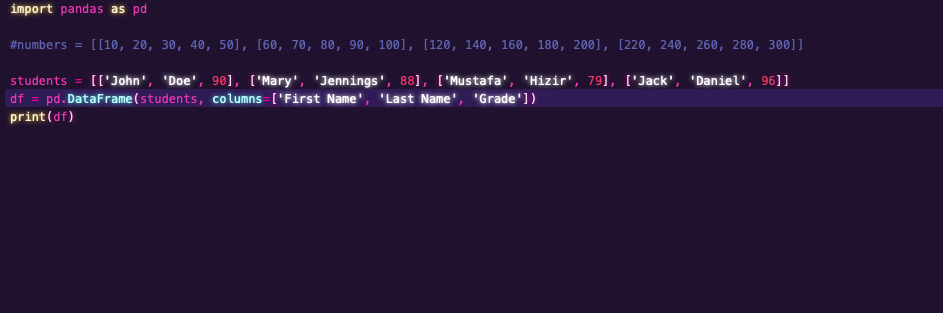 import pandas as pd
#numbers = [[10, 20, 30, 40, 50], [60, 70, 80, 90, 100], [120, 140, 160, 180, 200], [220, 240, 260, 280, 300]]
students = [['John', 'Doe', 90], ['Mary', 'Jennings', 88], ['Mustafa', 'Hizir', 79], ['Jack', 'Daniel', 96]]
df = pd.DataFrame(students, columns=['First Name', 'Last Name', 'Grade'])
print(df)